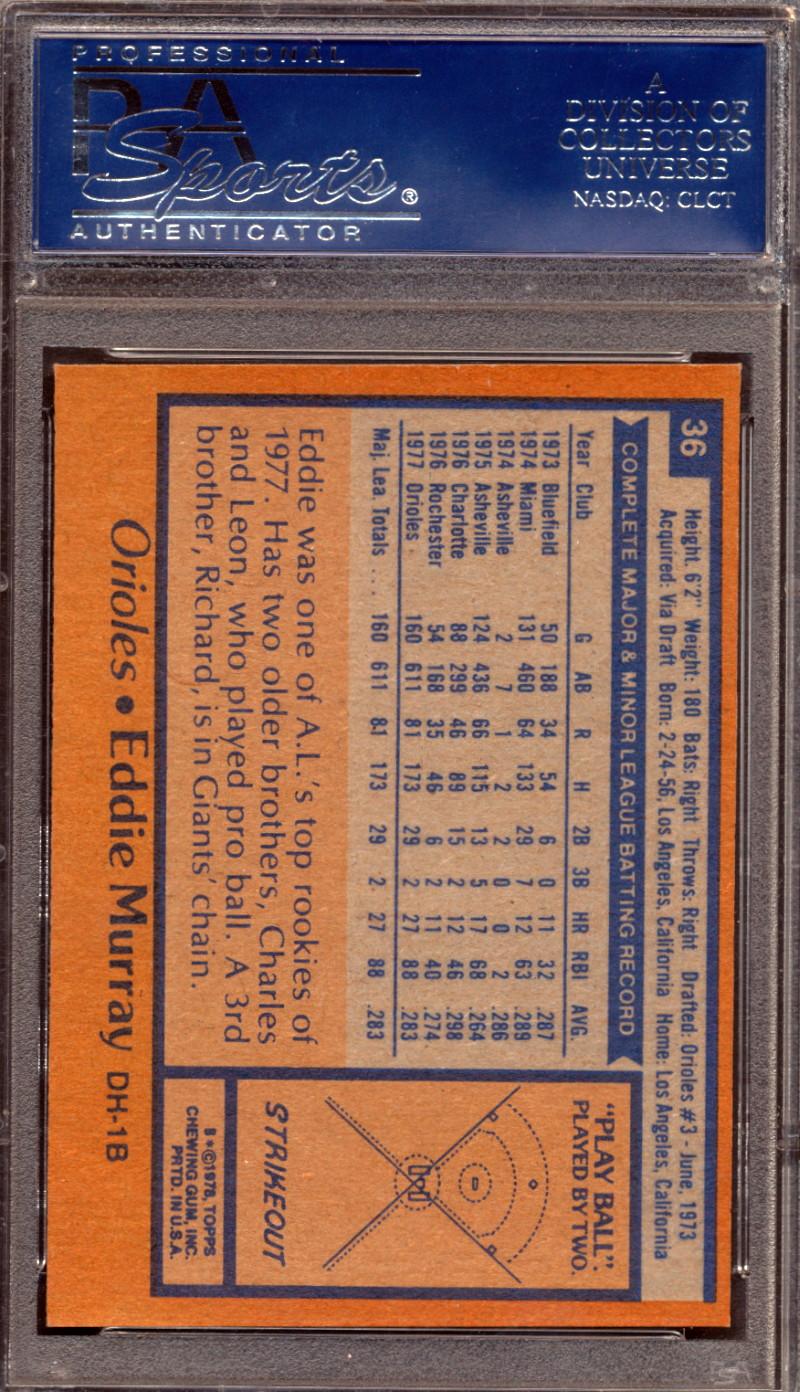 PROFESSIONAL
PSA
Sports®
AUTHENTICATOR
A
DIVISION OF
COLLECTORS
UNIVERSE
NASDAQ: CLCT
36
Height. 6'2" Weight: 180 Bats: Right Throws: Right Drafted: Orioles #3 - June, 1973
Acquired: Via Draft Born: 2-24-56, Los Angeles, California Home: Los Angeles, California
COMPLETE MAJOR & MINOR LEAGUE BATTING RECORD
Year Club G AB R H 2B 3B HR RBI AVG.
1973 Bluefield 50 188 34 54 6 0 11 32 .287
1974 Miami 131 460 64 133 29 7 12 63 .289
1974 Asheville 2 7 1 2 2 0 0 2 .286
1975 Asheville 124 436 66 115 13 5 17 68 .264
1976 Charlotte 88 299 46 89 15 2 12 46 .298
1976 Rochester 54 168 35 46 6 2 11 40 .274
1977 Orioles 160 611 81 173 29 2 27 88 .283
Maj. Lea. Totals ... 160 611 81 173 29 2 27 88 .283
Eddie was one of A.L.'s top rookies of
1977. Has two older brothers, Charles
and Leon, who played pro ball. A 3rd
brother, Richard, is in Giants' chain.
"PLAY BALL".
PLAYED BY TWO.
STRIKEOUT
B*©1978, TOPPS
CHEWING GUM, INC.
PRTD. IN U.S.A.
Orioles • Eddie Murray DH-1B